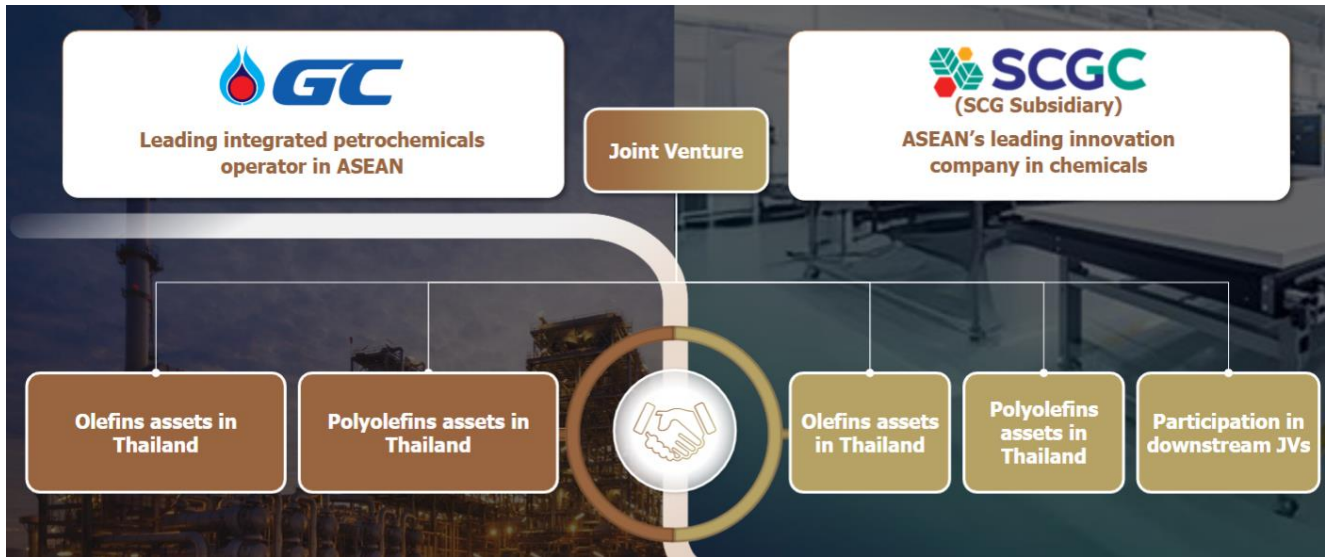 GC
Leading integrated petrochemicals
operator in ASEAN
Joint Venture
SCGC
(SCG Subsidiary)
ASEAN’s leading innovation
company in chemicals
Olefins assets in
Thailand
Polyolefins assets in
Thailand
Olefins assets
in Thailand
Polyolefins
assets in
Thailand
Participation in
downstream JVs